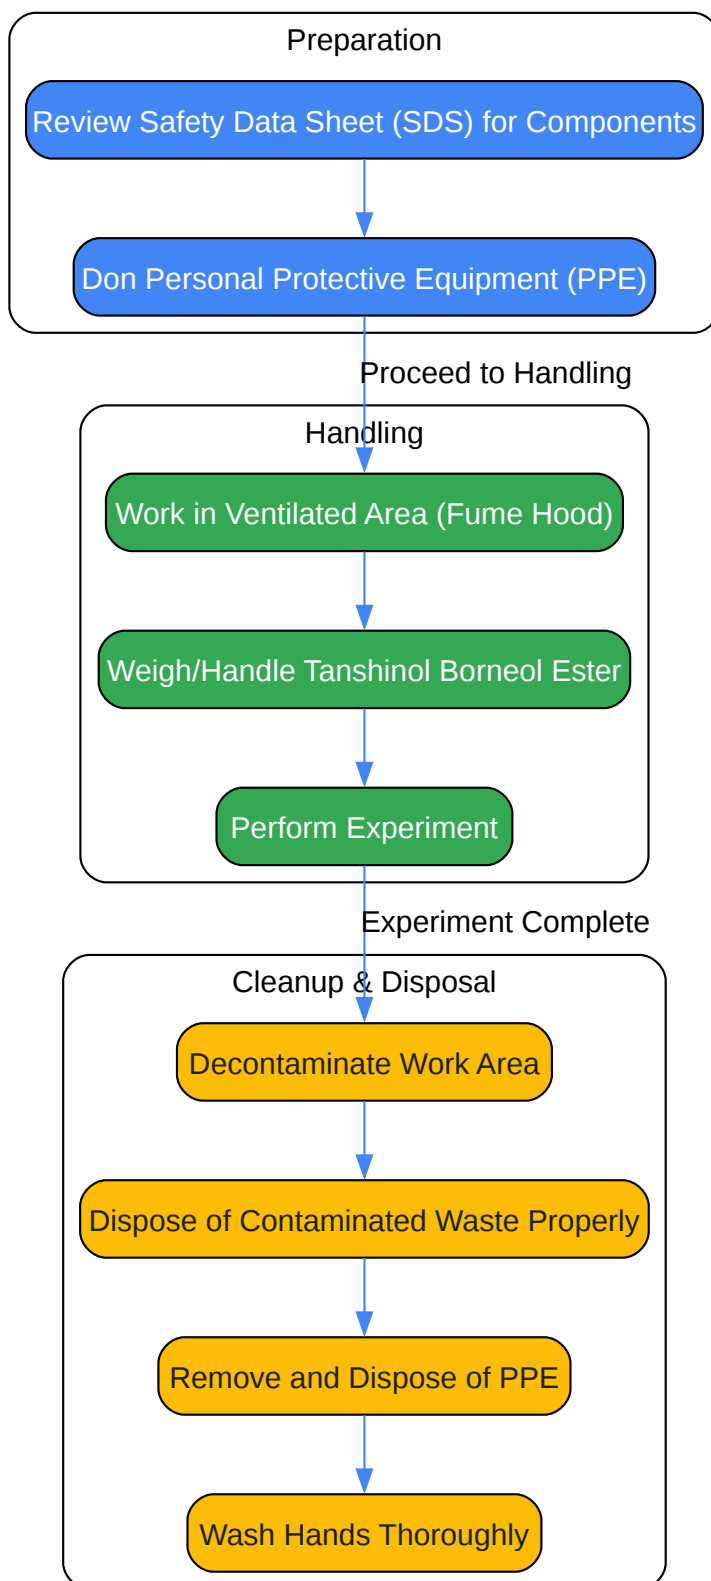 Preparation
Review Safety Data Sheet (SDS) for Components
Don Personal Protective Equipment (PPE)
Proceed to Handling
Handling
Work in Ventilated Area (Fume Hood)
Weigh/Handle Tanshinol Borneol Ester
Perform Experiment
Experiment Complete
Cleanup & Disposal
Decontaminate Work Area
Dispose of Contaminated Waste Properly
Remove and Dispose of PPE
Wash Hands Thoroughly